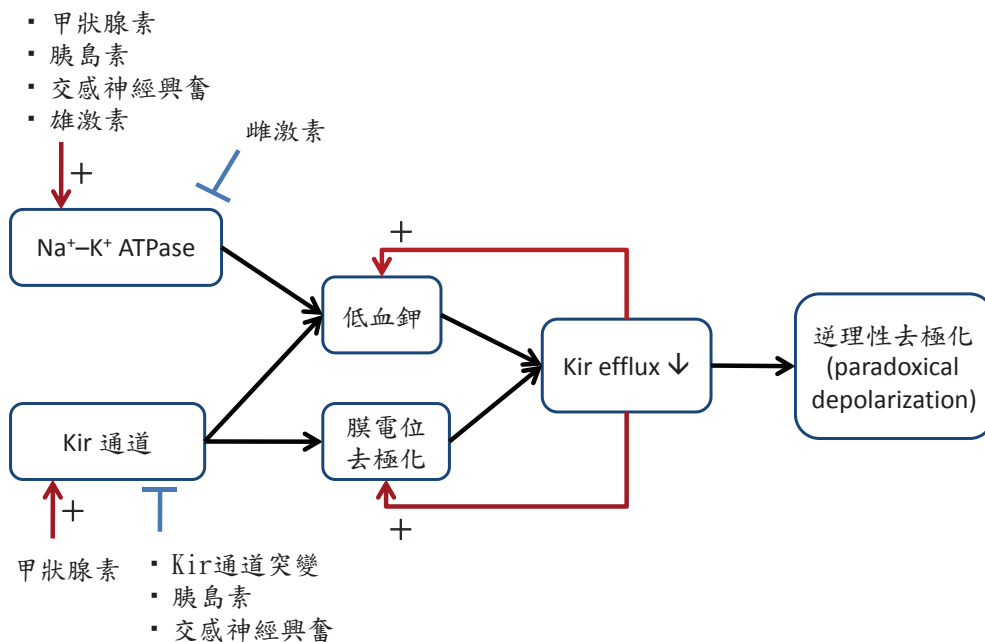 ▪ 甲狀腺素
▪ 胰島素
▪ 交感神經興奮
▪ 雄激素
雌激素
+
Na⁺–K⁺ ATPase
+
低血鉀
Kir efflux ↓
逆理性去極化
(paradoxical
depolarization)
Kir 通道
膜電位
去極化
+
+
甲狀腺素
▪ Kir通道突變
▪ 胰島素
▪ 交感神經興奮